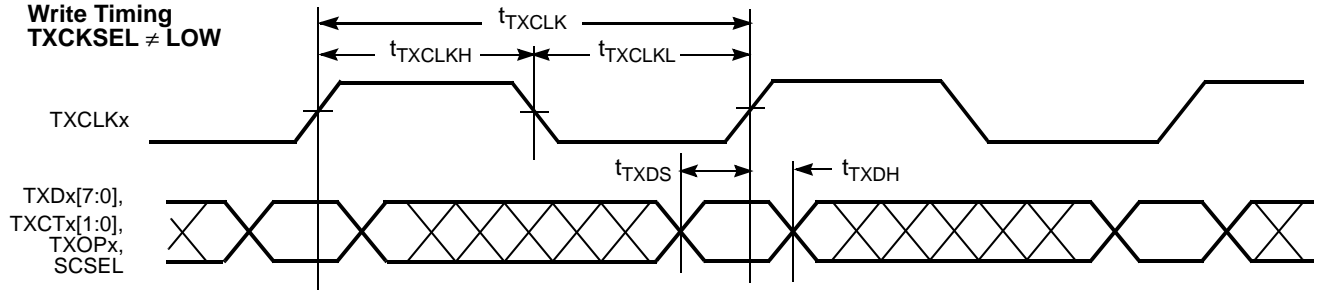 Write Timing
TXCKSEL ≠ LOW
tTXCLK
tTXCLKH
tTXCLKL
TXCLKx
tTXDS
tTXDH
TXDx[7:0],
TXCTx[1:0],
TXOPx,
SCSEL